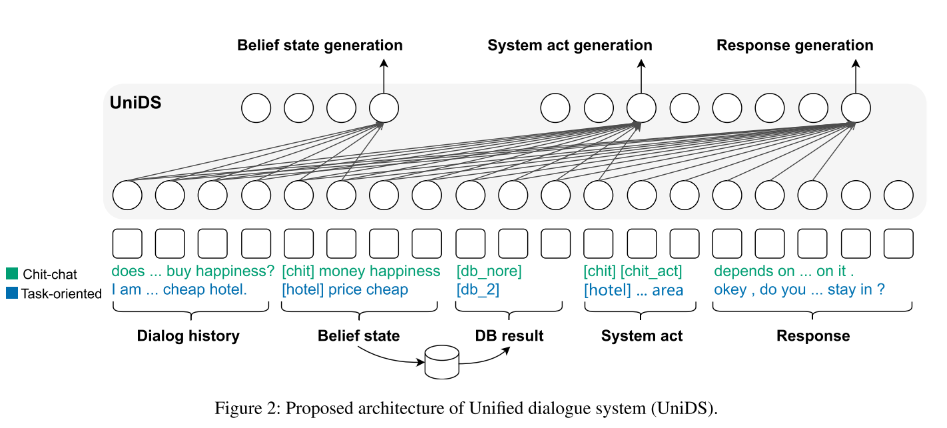 Belief state generation System act generation Response generation
UniDS
Chit-chat does ... buy happiness? [chit] money happiness [db_nore] [chit] [chit_act] depends on ... on it .
Task-oriented I am ... cheap hotel. [hotel] price cheap [db_2] [hotel] ... area okey , do you ... stay in ?
Dialog history Belief state DB result System act Response
Figure 2: Proposed architecture of Unified dialogue system (UniDS).